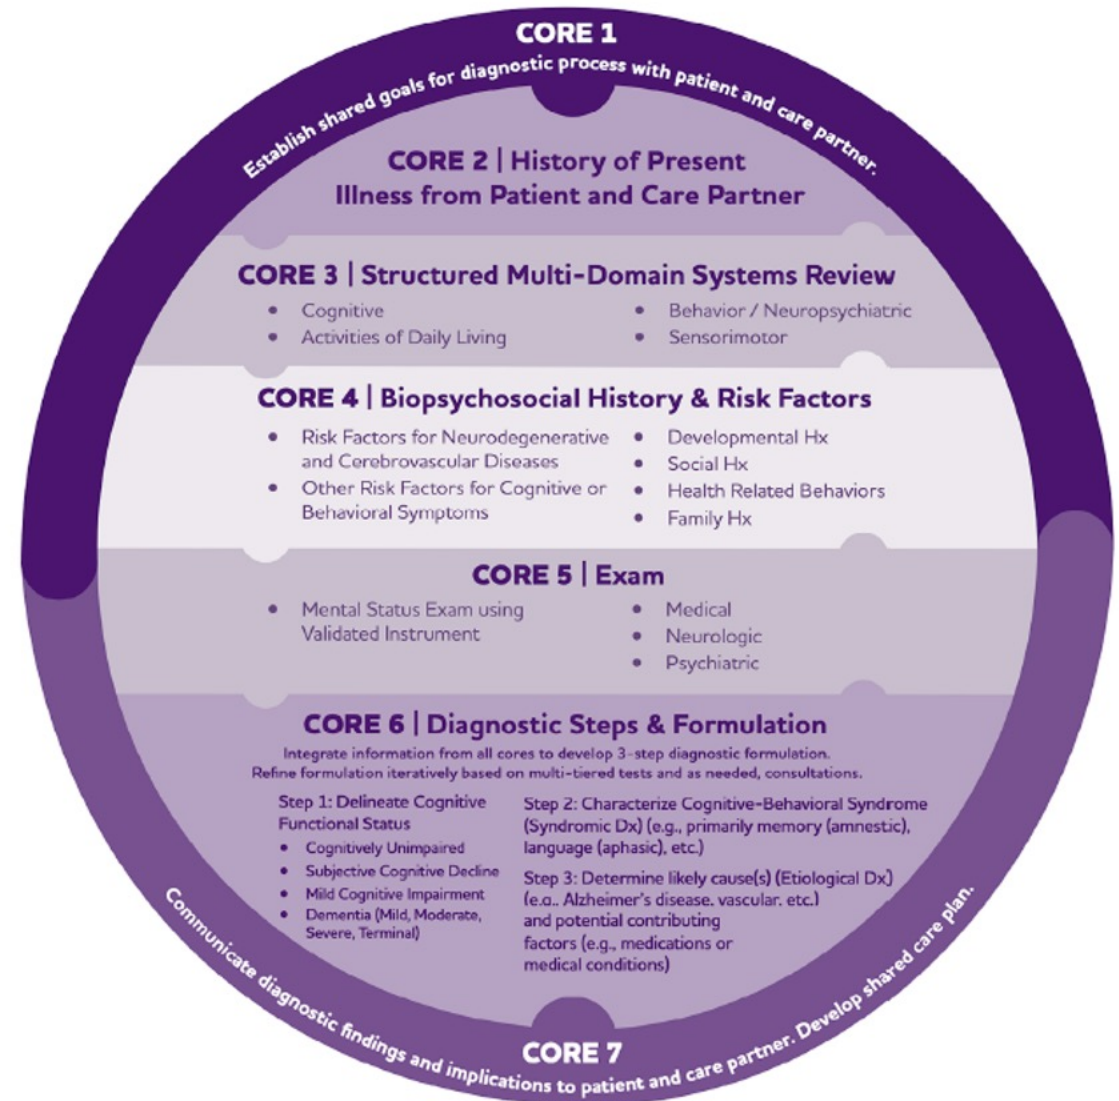 CORE 1
Establish shared goals for diagnostic process with patient and care partner.
CORE 2 | History of Present
Illness from Patient and Care Partner
CORE 3 | Structured Multi-Domain Systems Review
• Cognitive
• Activities of Daily Living
• Behavior / Neuropsychiatric
• Sensorimotor
CORE 4 | Biopsychosocial History & Risk Factors
• Risk Factors for Neurodegenerative
and Cerebrovascular Diseases
• Other Risk Factors for Cognitive or
Behavioral Symptoms
• Developmental Hx
• Social Hx
• Health Related Behaviors
• Family Hx
CORE 5 | Exam
• Mental Status Exam using
Validated Instrument
• Medical
• Neurologic
• Psychiatric
CORE 6 | Diagnostic Steps & Formulation
Integrate information from all cores to develop 3-step diagnostic formulation.
Refine formulation iteratively based on multi-tiered tests and as needed, consultations.
Step 1: Delineate Cognitive
Functional Status
• Cognitively Unimpaired
• Subjective Cognitive Decline
• Mild Cognitive Impairment
• Dementia (Mild, Moderate,
Severe, Terminal)
Step 2: Characterize Cognitive-Behavioral Syndrome
(Syndromic Dx) (e.g., primarily memory (amnestic),
language (aphasic), etc.)
Step 3: Determine likely cause(s) (Etiological Dx)
(e.g., Alzheimer's disease, vascular, etc.)
and potential contributing
factors (e.g., medications or
medical conditions)
CORE 7
Communicate diagnostic findings and implications to patient and care partner. Develop shared care plan.